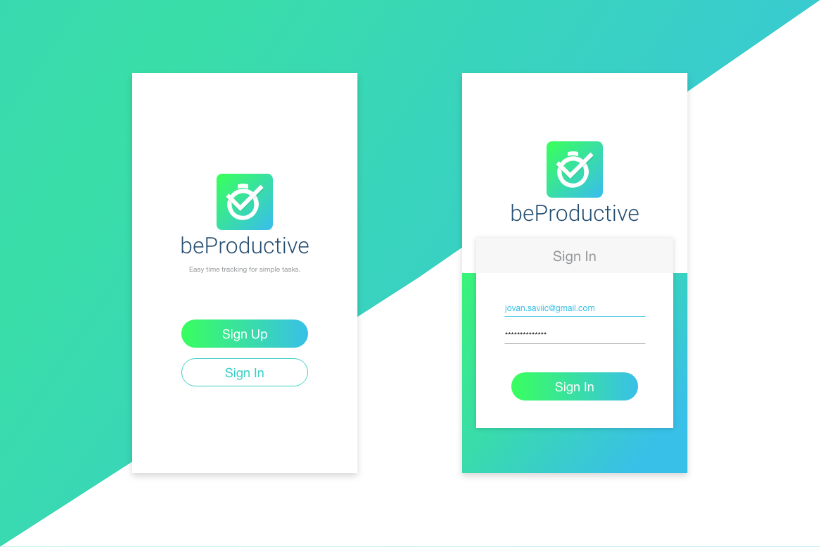 beProductive
Easy time tracking for simple tasks.
Sign Up
Sign In
beProductive
Sign In
jovan.saviic@gmail.com
**************
Sign In